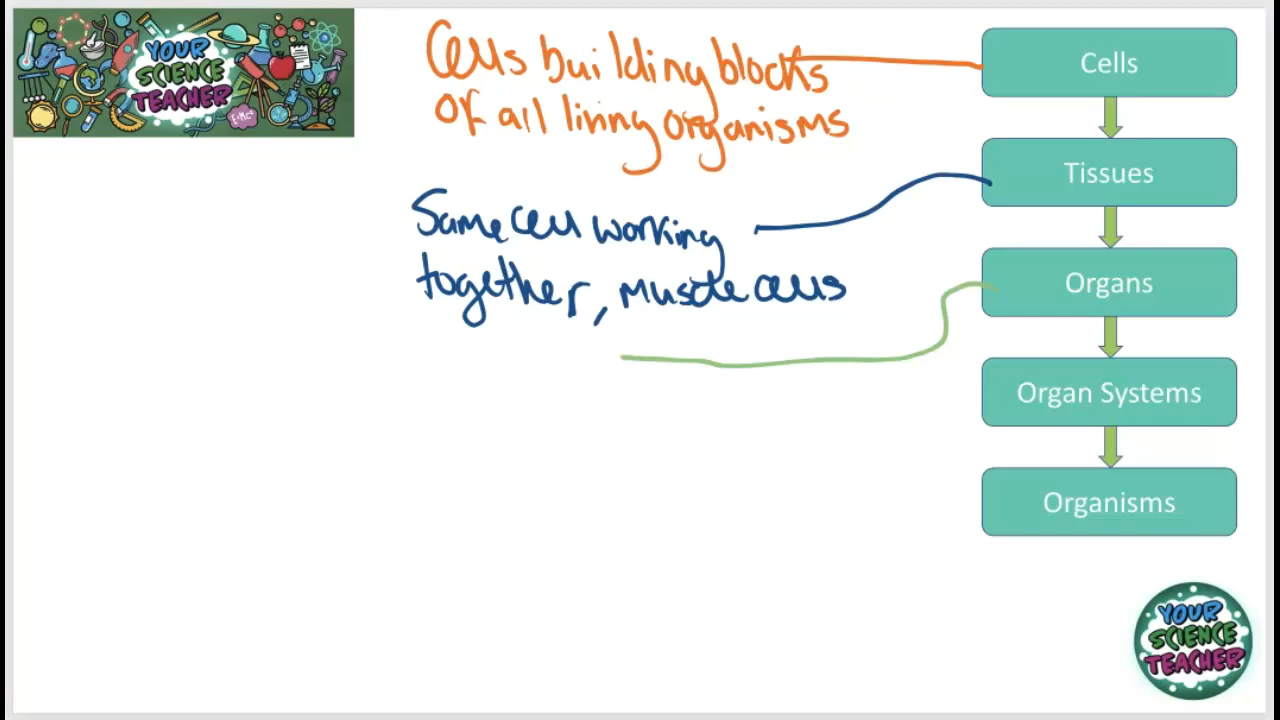 YOUR
SCIENCE
TEACHER
E=MC²
Cells building blocks
of all living organisms
Same cell working
together, muscle cells
Cells
Tissues
Organs
Organ Systems
Organisms
YOUR
SCIENCE
TEACHER